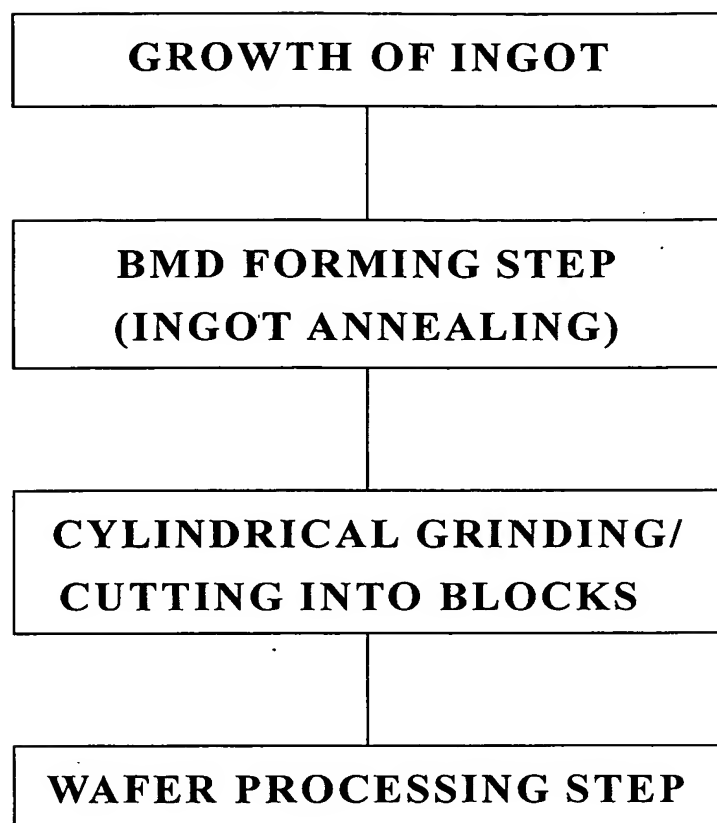 GROWTH OF INGOT
BMD FORMING STEP
(INGOT ANNEALING)
CYLINDRICAL GRINDING/
CUTTING INTO BLOCKS
WAFER PROCESSING STEP